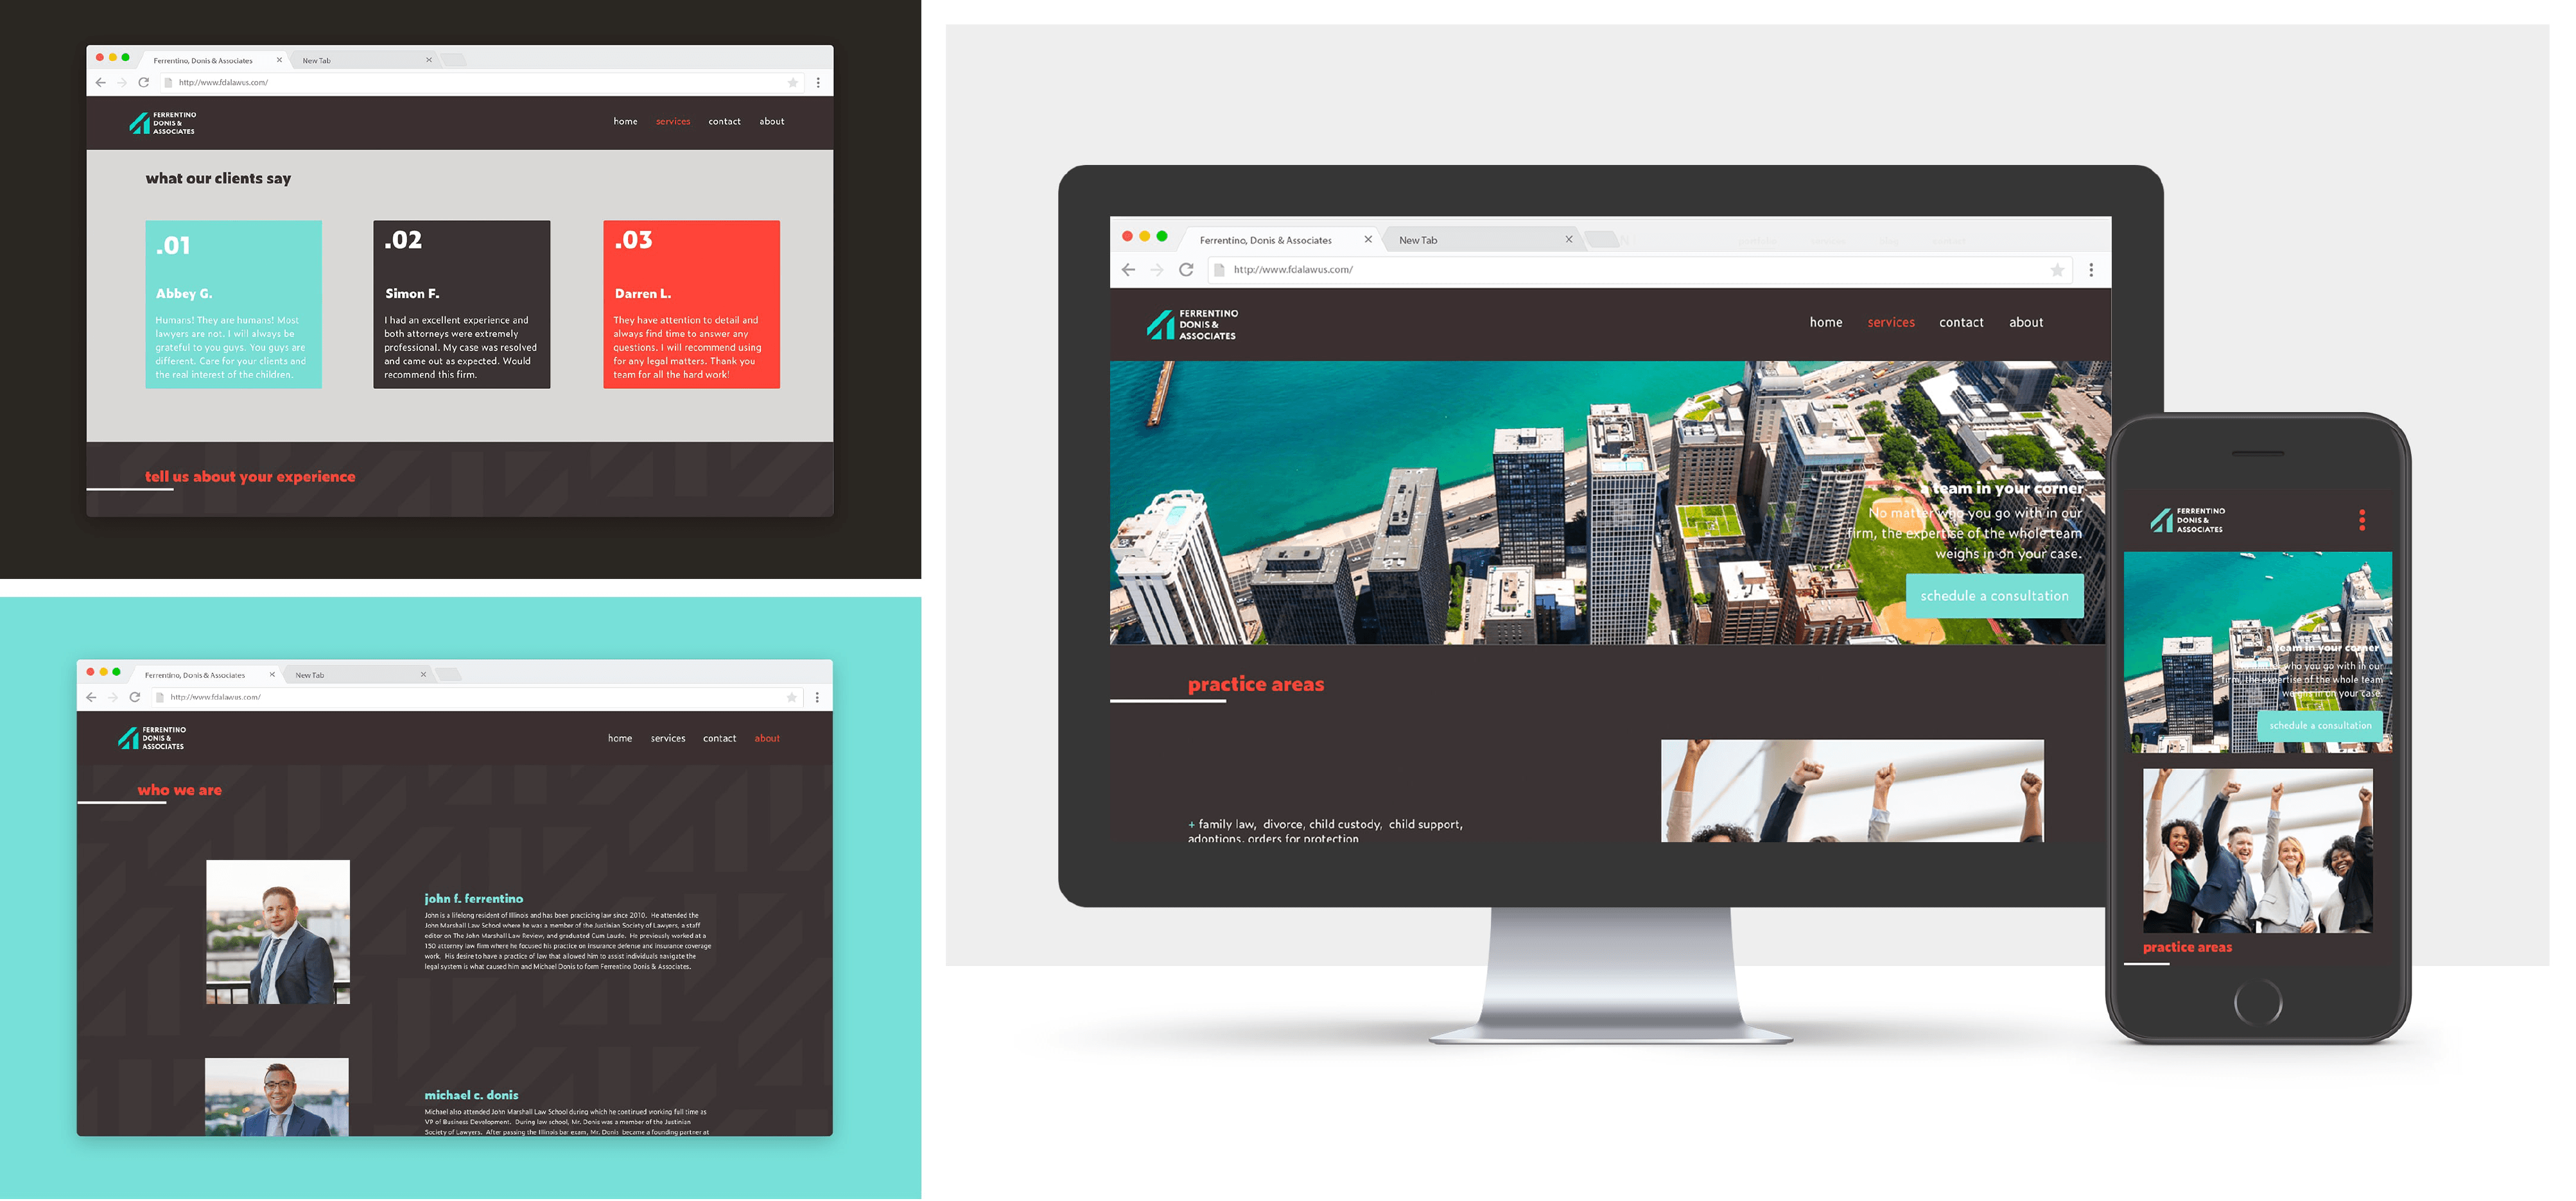 Ferrentino, Donis & Associates
New Tab
http://www.fdalawus.com/
FERRENTINO
DONIS &
ASSOCIATES
home services contact about
what our clients say
.01
Abbey G.
Humans! They are humans! Most
lawyers are not. I will always be
grateful to you guys. You guys are
different. Care for your clients and
the real interest of the children.
.02
Simon F.
I had an excellent experience and
both attorneys were extremely
professional. My case was resolved
and came out as expected. Would
recommend this firm.
.03
Darren L.
They have attention to detail and
always find time to answer any
questions. I will recommend using
for any legal matters. Thank you
team for all the hard work!
tell us about your experience
Ferrentino, Donis & Associates
New Tab
http://www.fdalawus.com/
FERRENTINO
DONIS &
ASSOCIATES
home services contact about
who we are
john f. ferrentino
John is a lifelong resident of Illinois and has been practicing law since 2010. He attended the
John Marshall Law School where he was a member of the Justinian Society of Lawyers, a staff
editor on The John Marshall Law Review, and graduated Cum Laude. He previously worked at a
150 attorney law firm where he focused his practice on insurance defense and insurance coverage
work. His desire to have a practice of law that allowed him to assist individuals navigate the
legal system is what caused him and Michael Donis to form Ferrentino Donis & Associates.
michael c. donis
Michael also attended John Marshall Law School during which he continued working full time as
VP of Business Development. During law school, Mr. Donis was a member of the Justinian
Society of Lawyers. After passing the Illinois bar exam, Mr. Donis became a founding partner at
Ferrentino, Donis & Associates
New Tab
http://www.fdalawus.com/
FERRENTINO
DONIS &
ASSOCIATES
home services contact about
a team in your corner
No matter who you go with in our
firm, the expertise of the whole team
weighs in on your case.
schedule a consultation
practice areas
+ family law, divorce, child custody, child support,
adoptions, orders for protection
FERRENTINO
DONIS &
ASSOCIATES
a team in your corner
who you go with in our
firm, the expertise of the whole team
weighs in on your case.
schedule a consultation
practice areas